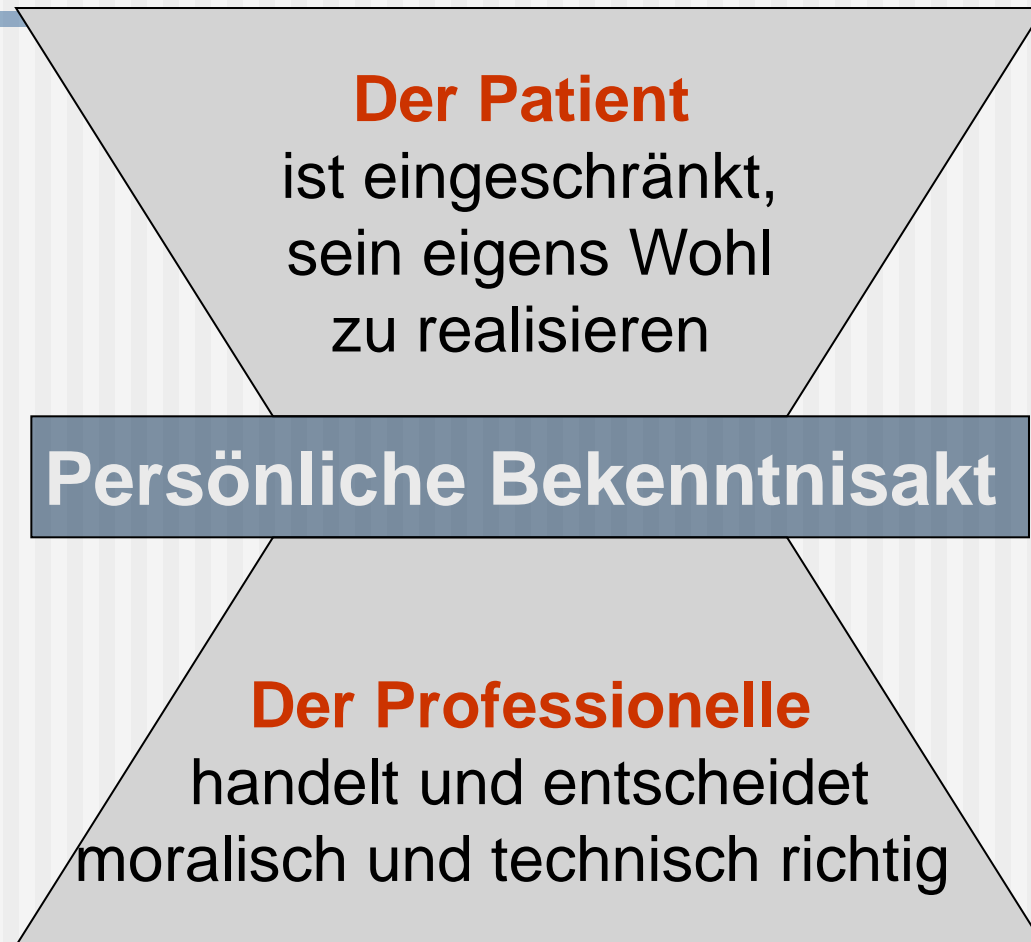 Der Patient
ist eingeschränkt,
sein eigens Wohl
zu realisieren
Persönliche Bekenntnisakt
Der Professionelle
handelt und entscheidet
moralisch und technisch richtig